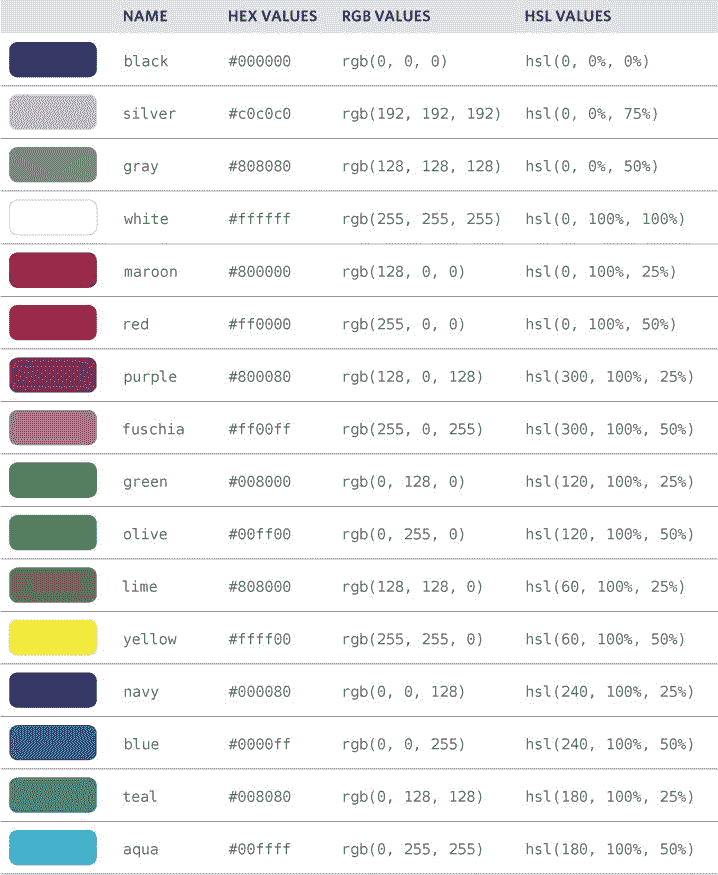 NAME HEX VALUES RGB VALUES HSL VALUES
black #000000 rgb(0, 0, 0) hsl(0, 0%, 0%)
silver #c0c0c0 rgb(192, 192, 192) hsl(0, 0%, 75%)
gray #808080 rgb(128, 128, 128) hsl(0, 0%, 50%)
white #ffffff rgb(255, 255, 255) hsl(0, 100%, 100%)
maroon #800000 rgb(128, 0, 0) hsl(0, 100%, 25%)
red #ff0000 rgb(255, 0, 0) hsl(0, 100%, 50%)
purple #800080 rgb(128, 0, 128) hsl(300, 100%, 25%)
fuschia #ff00ff rgb(255, 0, 255) hsl(300, 100%, 50%)
green #008000 rgb(0, 128, 0) hsl(120, 100%, 25%)
olive #00ff00 rgb(0, 255, 0) hsl(120, 100%, 50%)
lime #808000 rgb(128, 128, 0) hsl(60, 100%, 25%)
yellow #ffff00 rgb(255, 255, 0) hsl(60, 100%, 50%)
navy #000080 rgb(0, 0, 128) hsl(240, 100%, 25%)
blue #0000ff rgb(0, 0, 255) hsl(240, 100%, 50%)
teal #008080 rgb(0, 128, 128) hsl(180, 100%, 25%)
aqua #00ffff rgb(0, 255, 255) hsl(180, 100%, 50%)